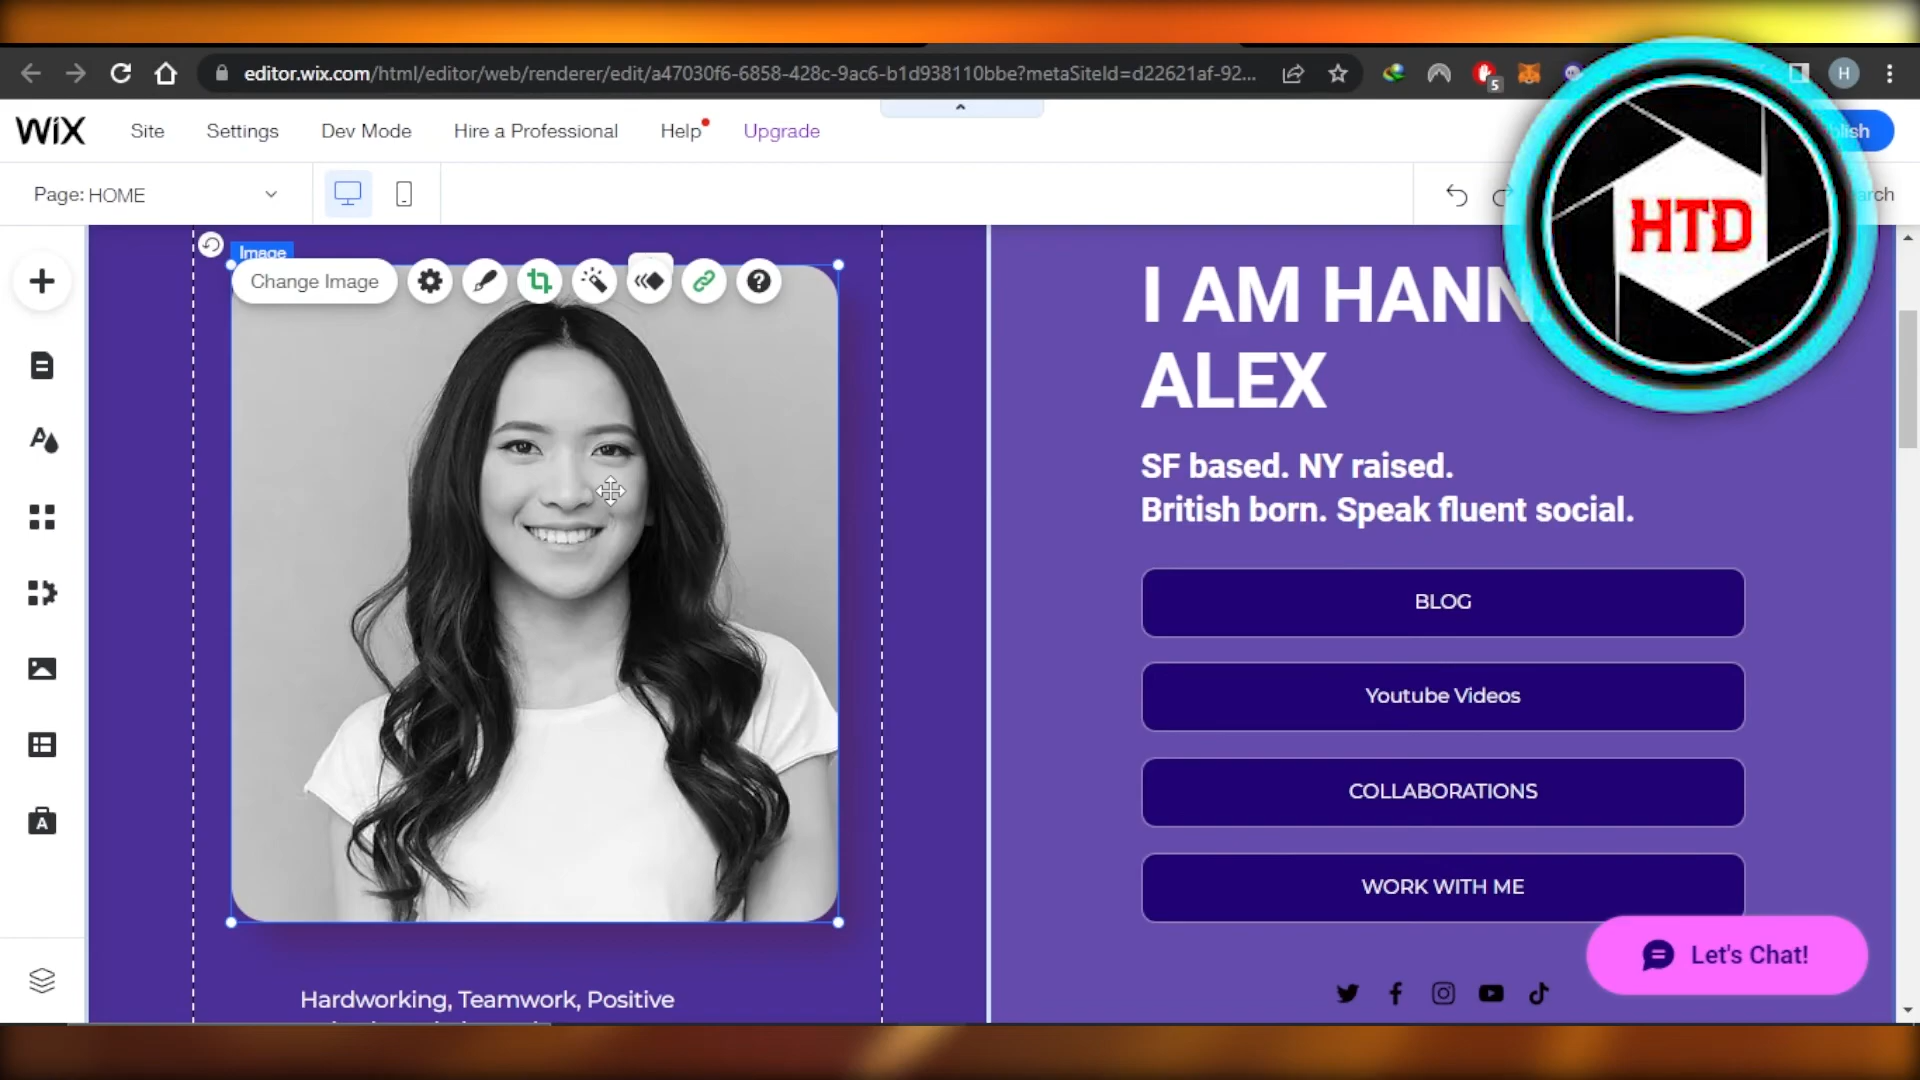 editor.wix.com/html/editor/web/renderer/edit/a47030f6-6858-428c-9ac6-b1d938110bbe?metaSiteId=d22621af-92...
5
H
WiX
Site
Settings
Dev Mode
Hire a Professional
Help
Upgrade
Page: HOME
HTD
Image
Change Image
I AM HANN
ALEX
SF based. NY raised.
British born. Speak fluent social.
BLOG
Youtube Videos
COLLABORATIONS
WORK WITH ME
Let's Chat!
Hardworking, Teamwork, Positive